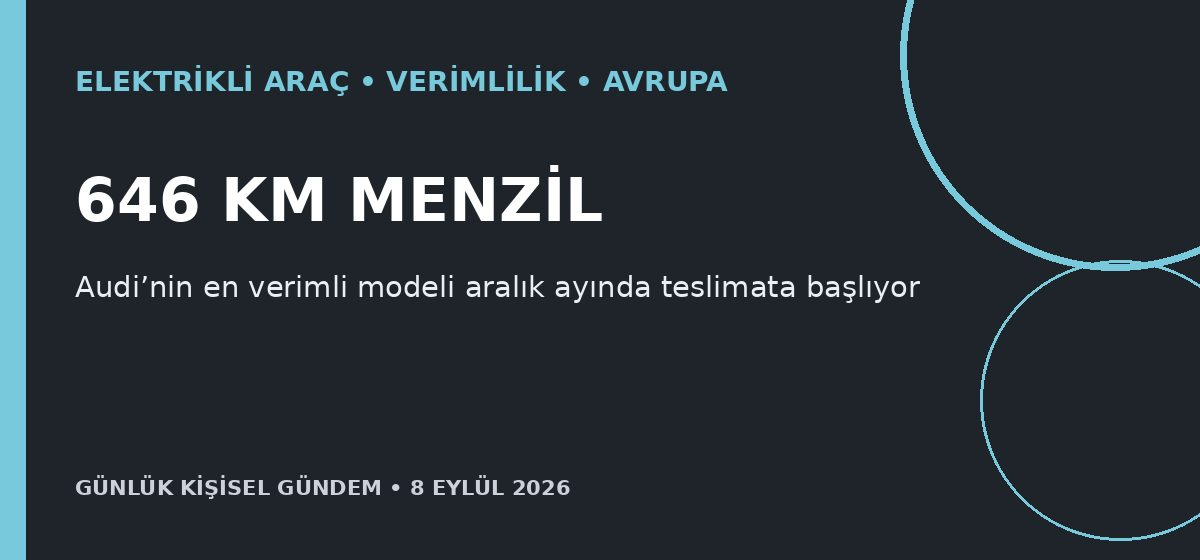 ELEKTRİKLİ ARAÇ • VERİMLİLİK • AVRUPA
646 KM MENZİL
Audi’nin en verimli modeli aralık ayında teslimata başlıyor
GÜNLÜK KİŞİSEL GÜNDEM • 8 EYLÜL 2026